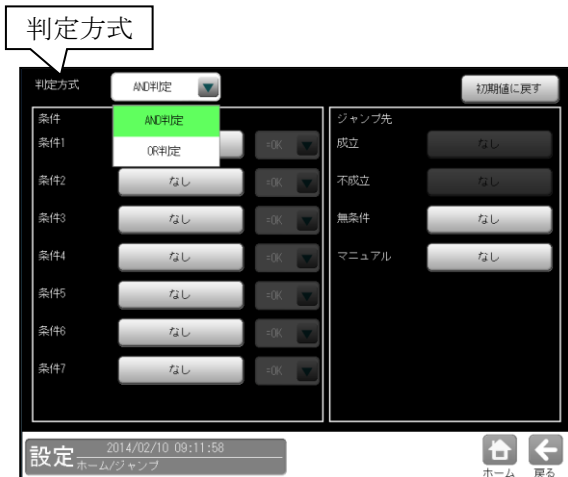 判定方式
判定方式 AND判定 初期値に戻す
AND判定
OR判定
条件
条件1 =OK
条件2 なし =OK
条件3 なし =OK
条件4 なし =OK
条件5 なし =OK
条件6 なし =OK
条件7 なし =OK
ジャンプ先
成立 なし
不成立 なし
無条件 なし
マニュアル なし
設定 2014/02/10 09:11:58
ホーム/ジャンプ
ホーム 戻る